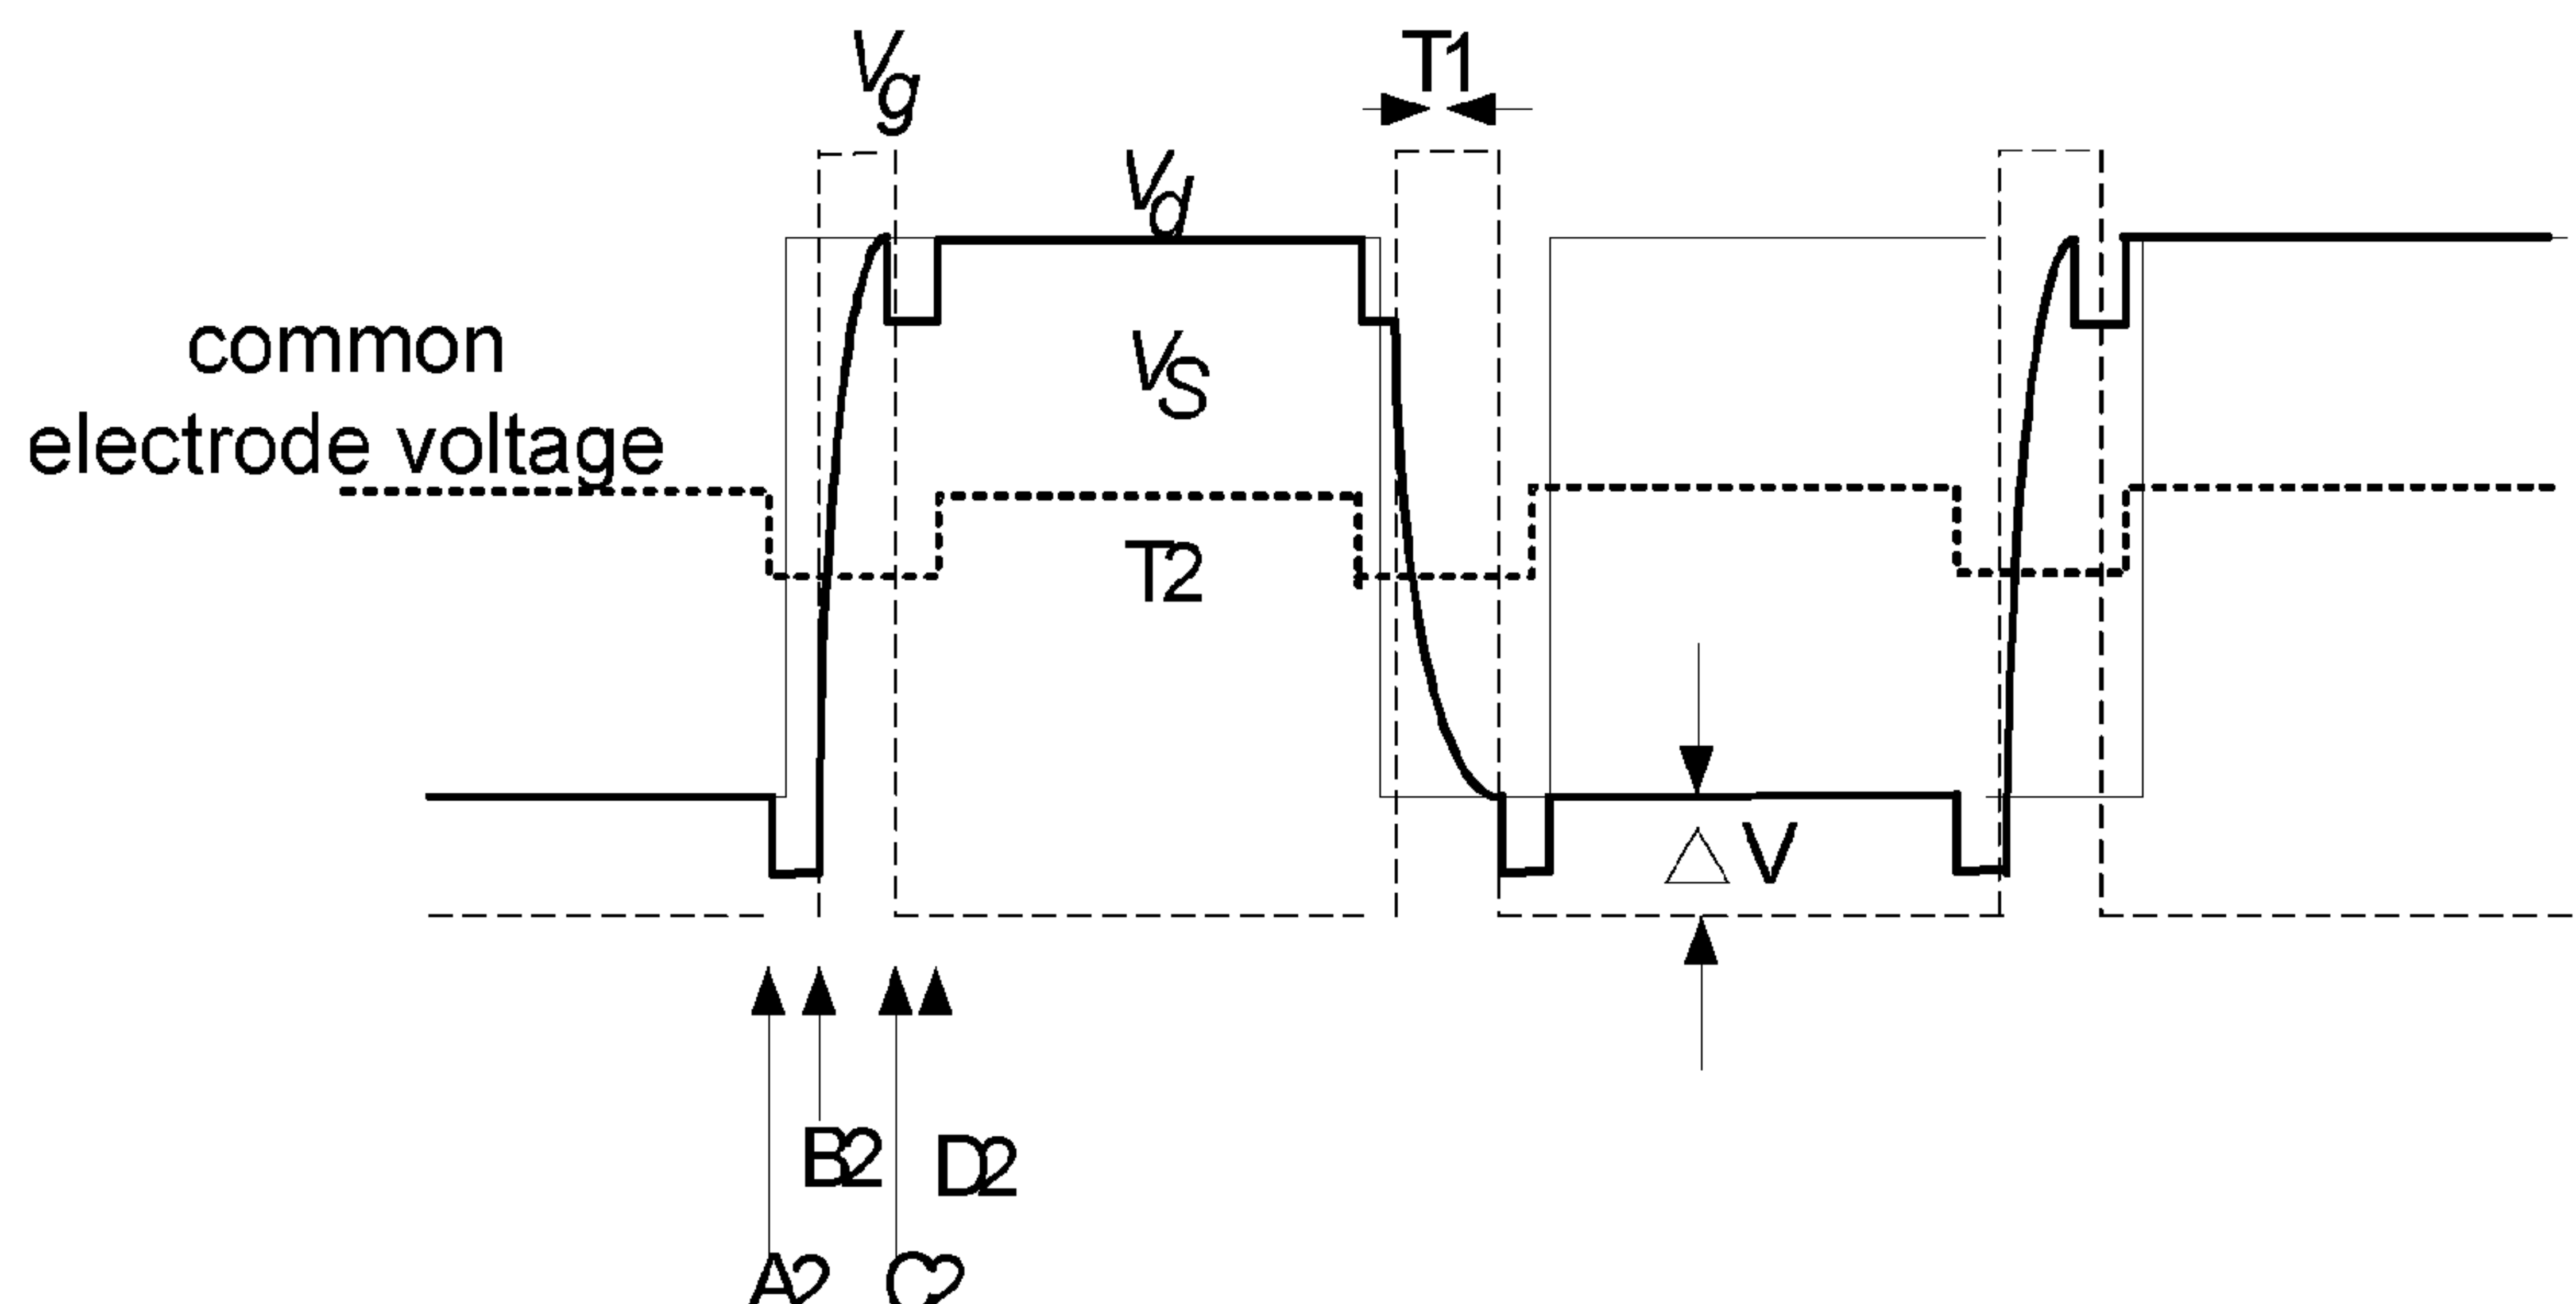 Vg
T1
Vd
common
electrode voltage
VS
T2
△V
B2
D2
A2
C2